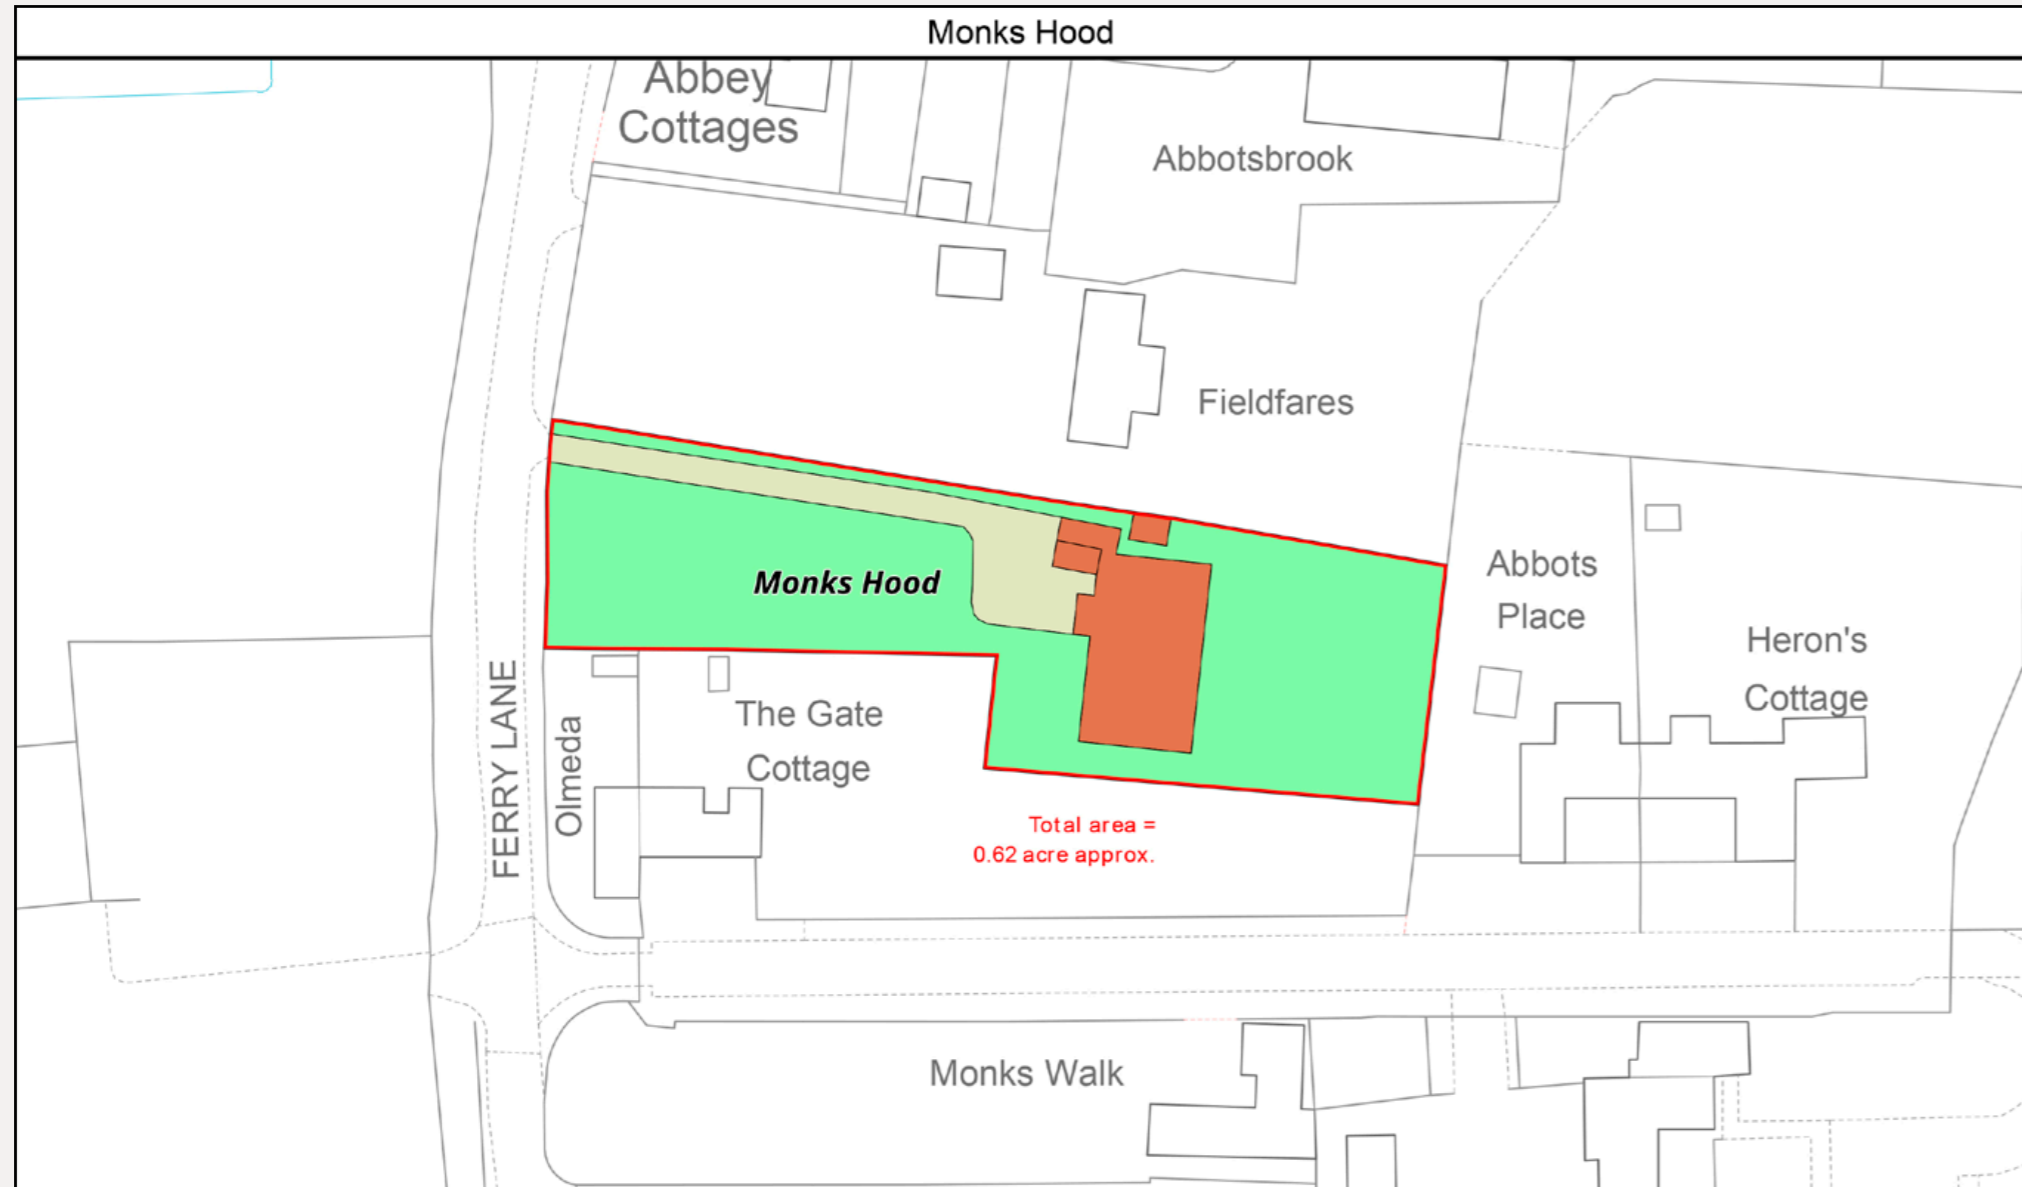 Monks Hood
Abbey
Cottages
Abbotsbrook
Fieldfares
Monks Hood
Abbots
Place
Heron's
Cottage
FERRY LANE
Olmeda
The Gate
Cottage
Total area =
0.62 acre approx.
Monks Walk